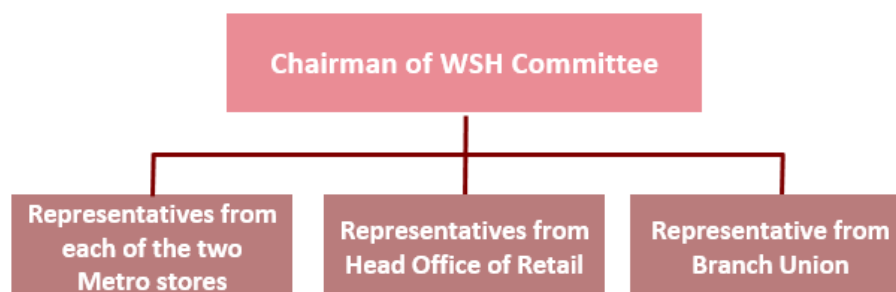 Chairman of WSH Committee
Representatives from
each of the two
Metro stores
Representatives from
Head Office of Retail
Representative from
Branch Union